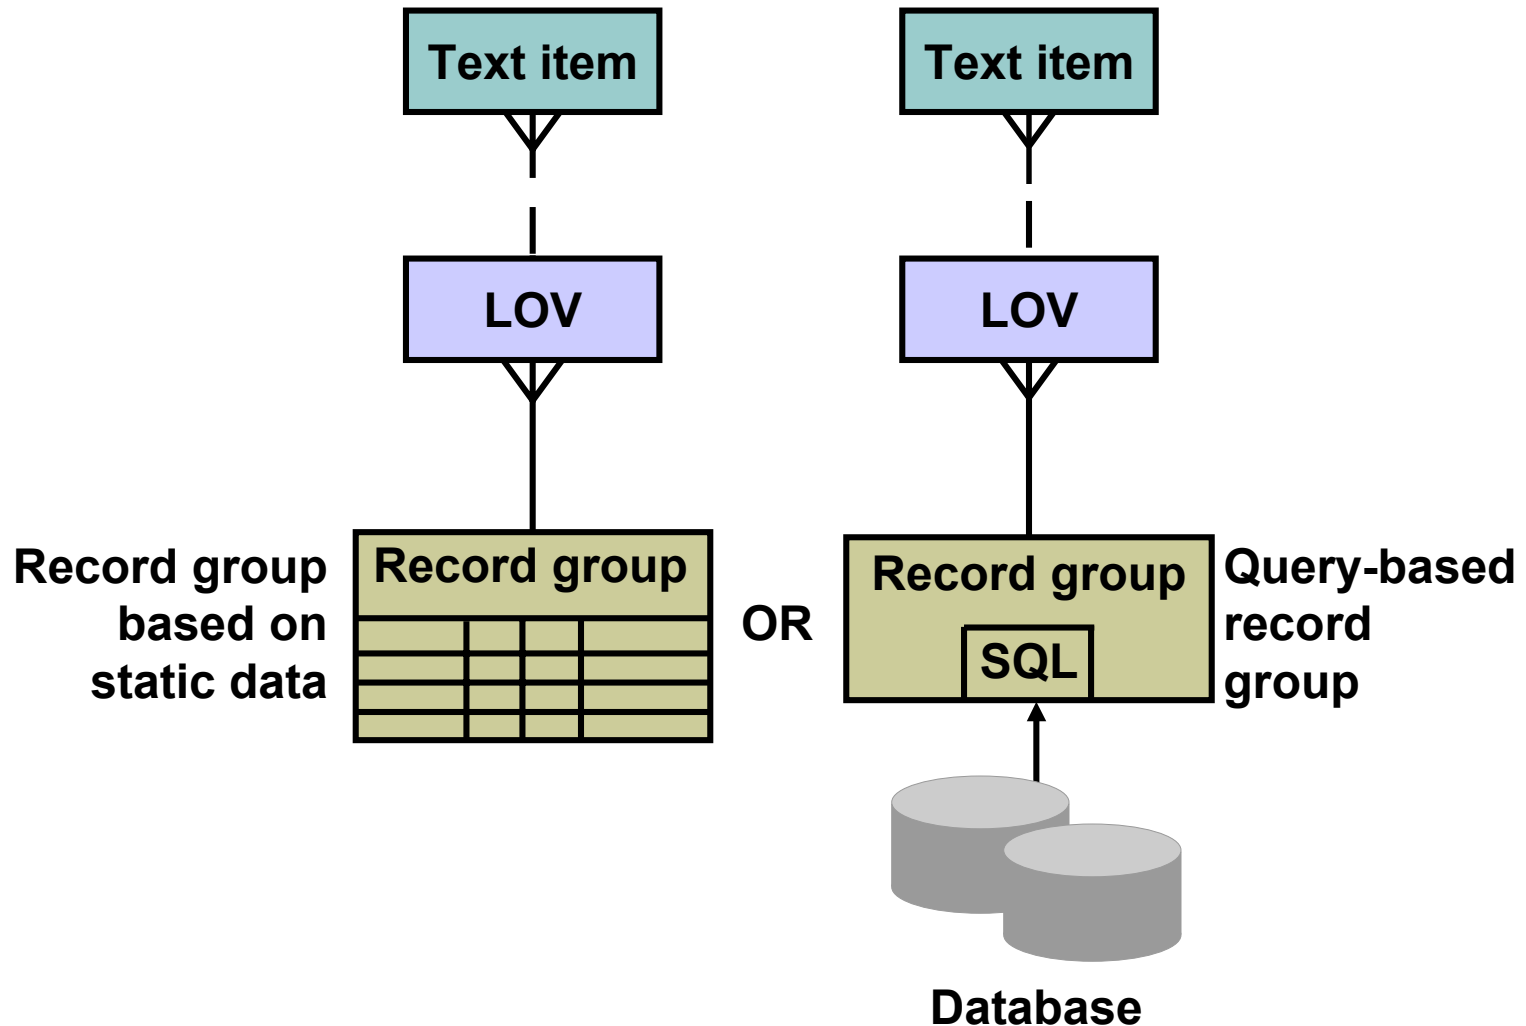 Text item
Text item
LOV
LOV
Record group
based on
static data
Record group
OR
Record group
SQL
Query-based
record
group
Database